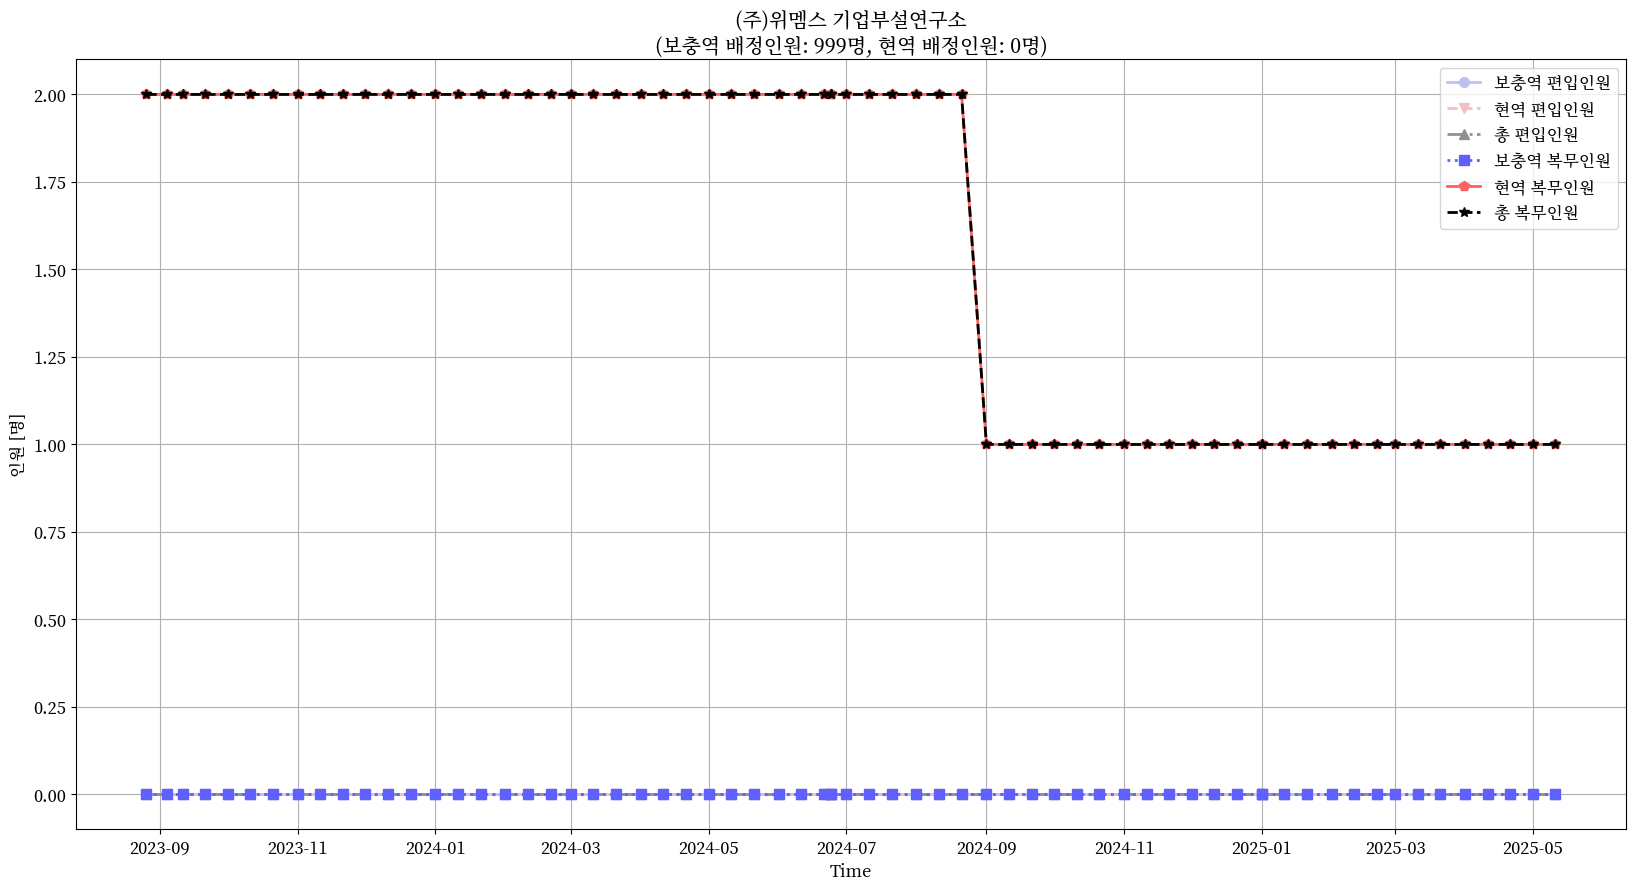 (주)위멤스 기업부설연구소
(보충역 배정인원: 999명, 현역 배정인원: 0명)
보충역 편입인원
현역 편입인원
총 편입인원
보충역 복무인원
현역 복무인원
총 복무인원
인원 [명]
2.00
1.75
1.50
1.25
1.00
0.75
0.50
0.25
0.00
2023-09 2023-11 2024-01 2024-03 2024-05 2024-07 2024-09 2024-11 2025-01 2025-03 2025-05
Time